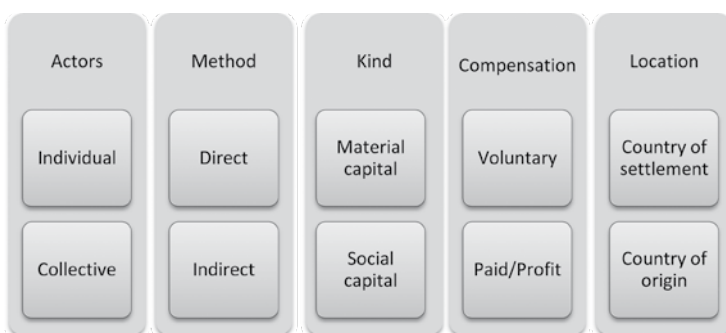 Actors
Method
Kind
Compensation
Location
Individual
Direct
Material
capital
Voluntary
Country of
settlement
Collective
Indirect
Social
capital
Paid/Profit
Country of
origin